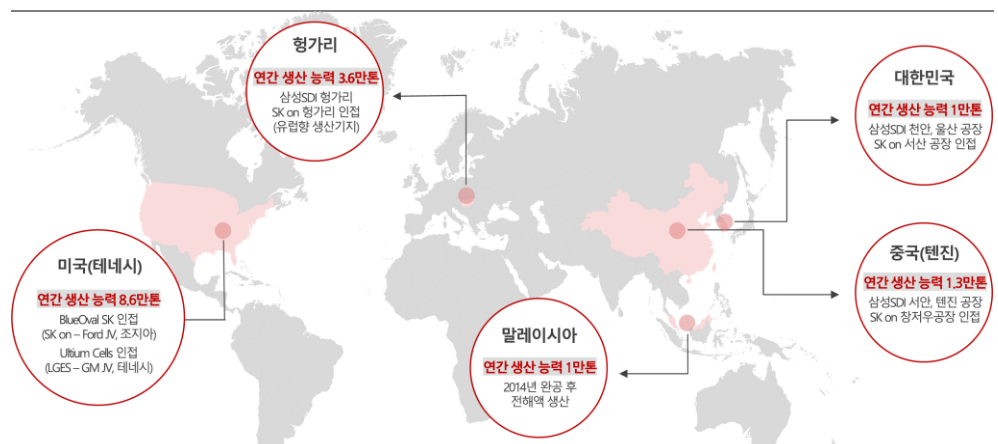 헝가리
연간 생산 능력 3.6만톤
삼성SDI 헝가리
SK on 헝가리 인접
(유럽향 생산기지)
대한민국
연간 생산 능력 1만톤
삼성SDI 천안, 울산 공장
SK on 서산 공장 인접
미국(테네시)
연간 생산 능력 8.6만톤
BlueOval SK 인접
(SK on – Ford JV, 조지아)
Ultium Cells 인접
(LGES – GM JV, 테네시)
말레이시아
연간 생산 능력 1만톤
2014년 완공 후
전해액 생산
중국(텐진)
연간 생산 능력 1.3만톤
삼성SDI 서안, 텐진 공장
SK on 창저우공장 인접